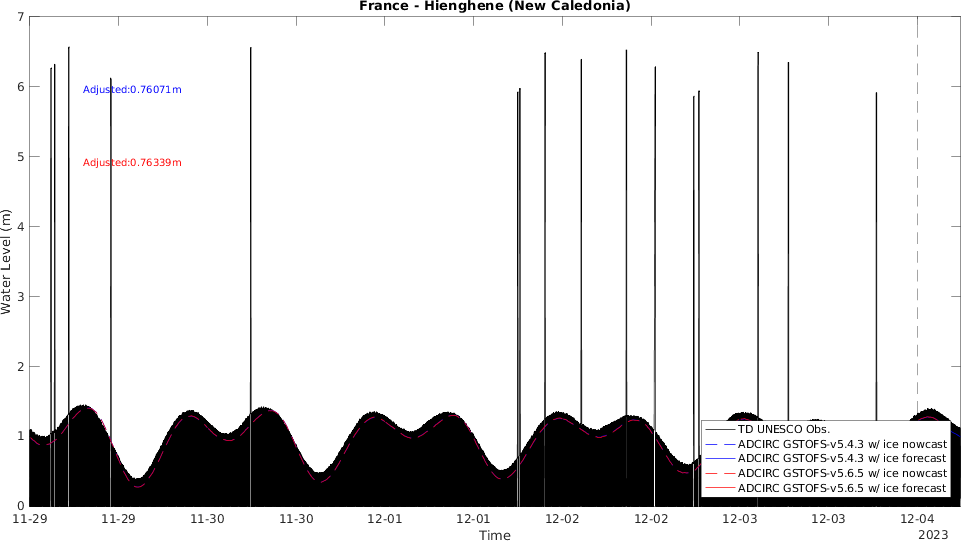 France - Hienghene (New Caledonia)
7
6
5
4
3
2
1
0
Water Level (m)
Adjusted:0.76071m
Adjusted:0.76339m
TD UNESCO Obs.
ADCIRC GSTOFS-v5.4.3 w/ ice nowcast
ADCIRC GSTOFS-v5.4.3 w/ ice forecast
ADCIRC GSTOFS-v5.6.5 w/ ice nowcast
ADCIRC GSTOFS-v5.6.5 w/ ice forecast
11-29 11-29 11-30 11-30 12-01 12-01 12-02 12-02 12-03 12-03 12-04
Time
2023